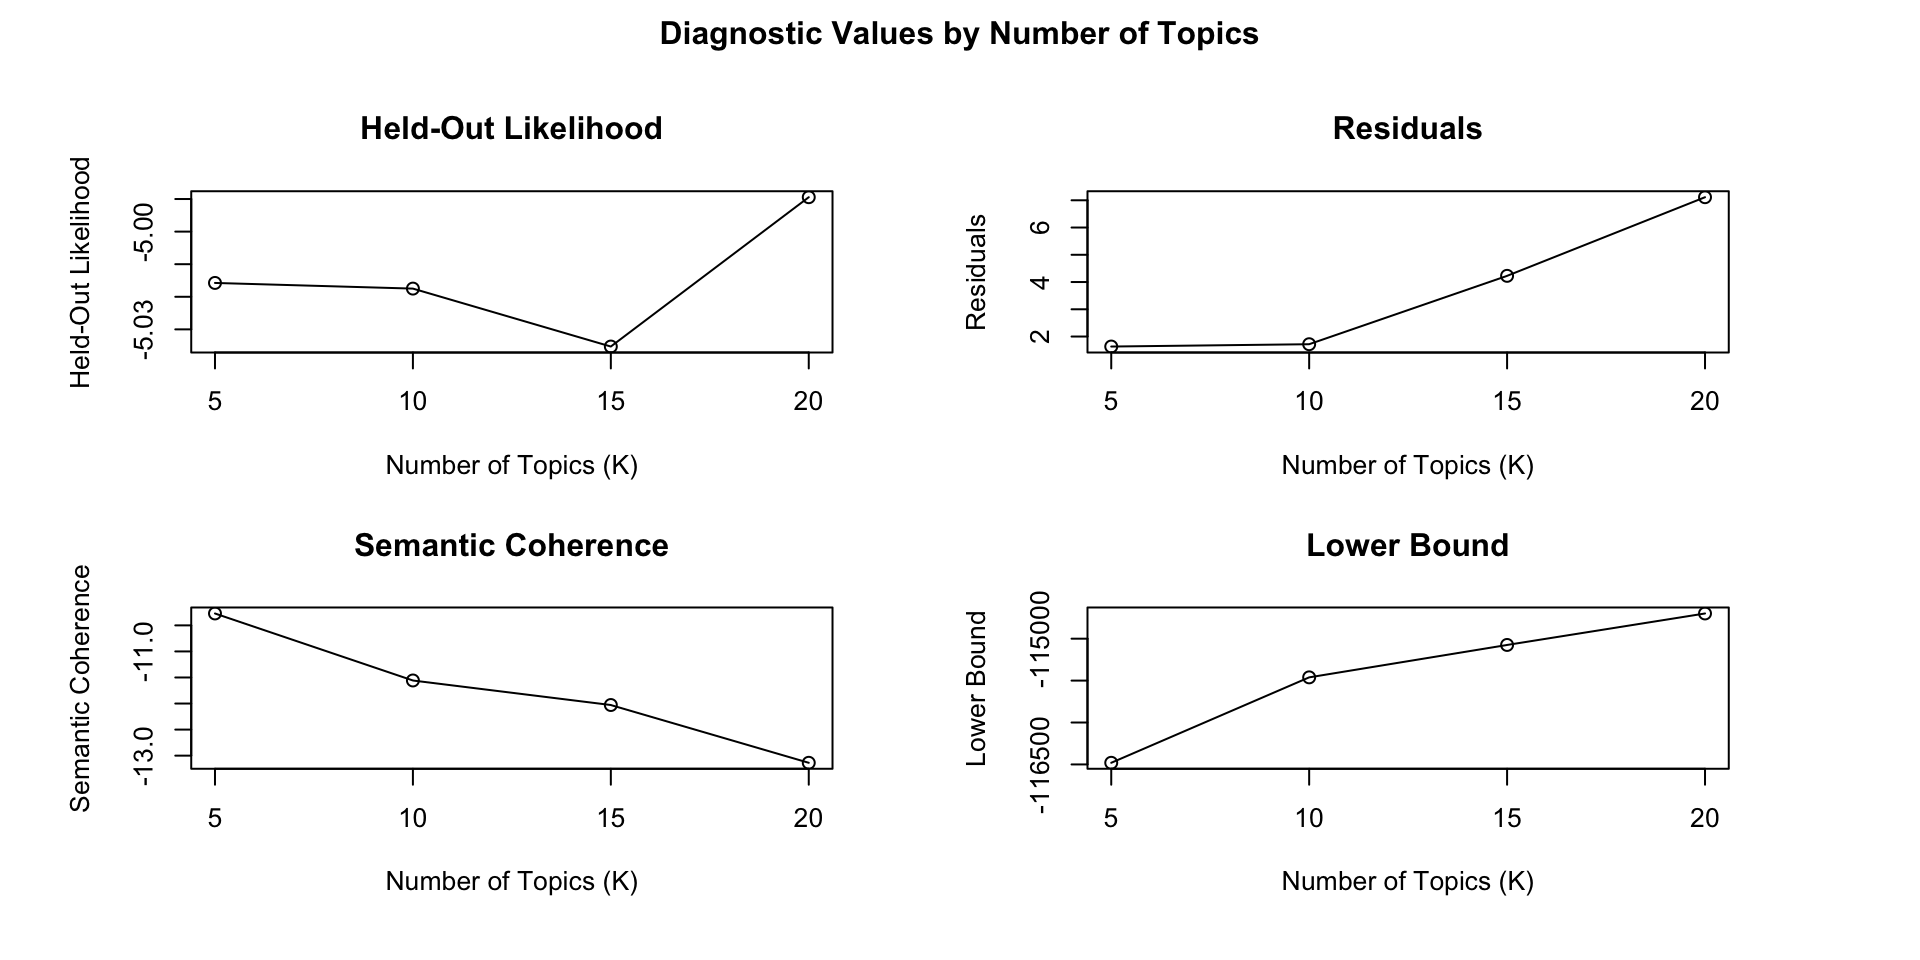 Diagnostic Values by Number of Topics
Held-Out Likelihood
Held-Out Likelihood
-5.00
-5.03
5 10 15 20
Number of Topics (K)
Residuals
Residuals
6
4
2
5 10 15 20
Number of Topics (K)
Semantic Coherence
Semantic Coherence
-11.0
-13.0
5 10 15 20
Number of Topics (K)
Lower Bound
Lower Bound
-115000
-116500
5 10 15 20
Number of Topics (K)